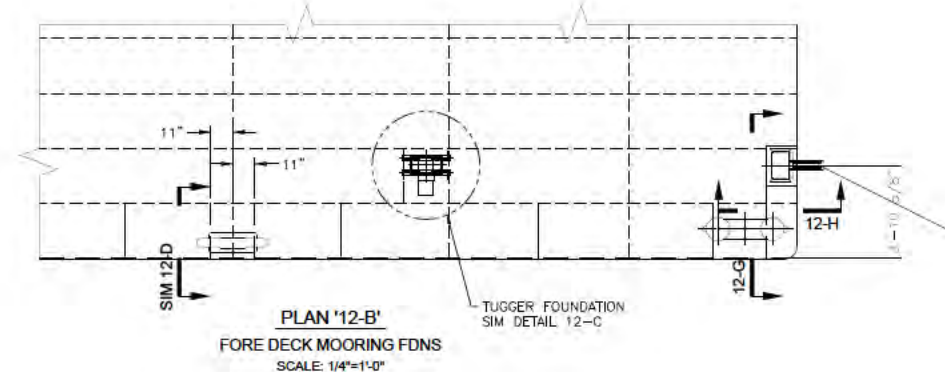 11"
11"
12-H
SIM 12-D
12-G
TUGGER FOUNDATION
SIM DETAIL 12-C
PLAN '12-B'
FORE DECK MOORING FDNS
SCALE: 1/4"=1'-0"